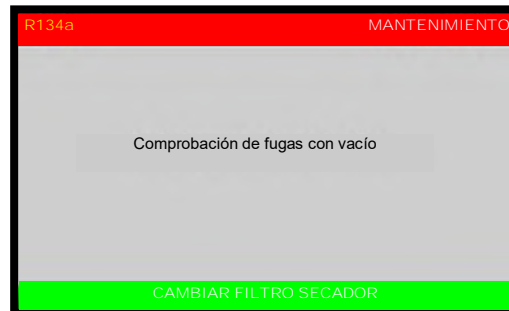 R134a MANTENIMIENTO
Comprobación de fugas con vacío
CAMBIAR FILTRO SECADOR